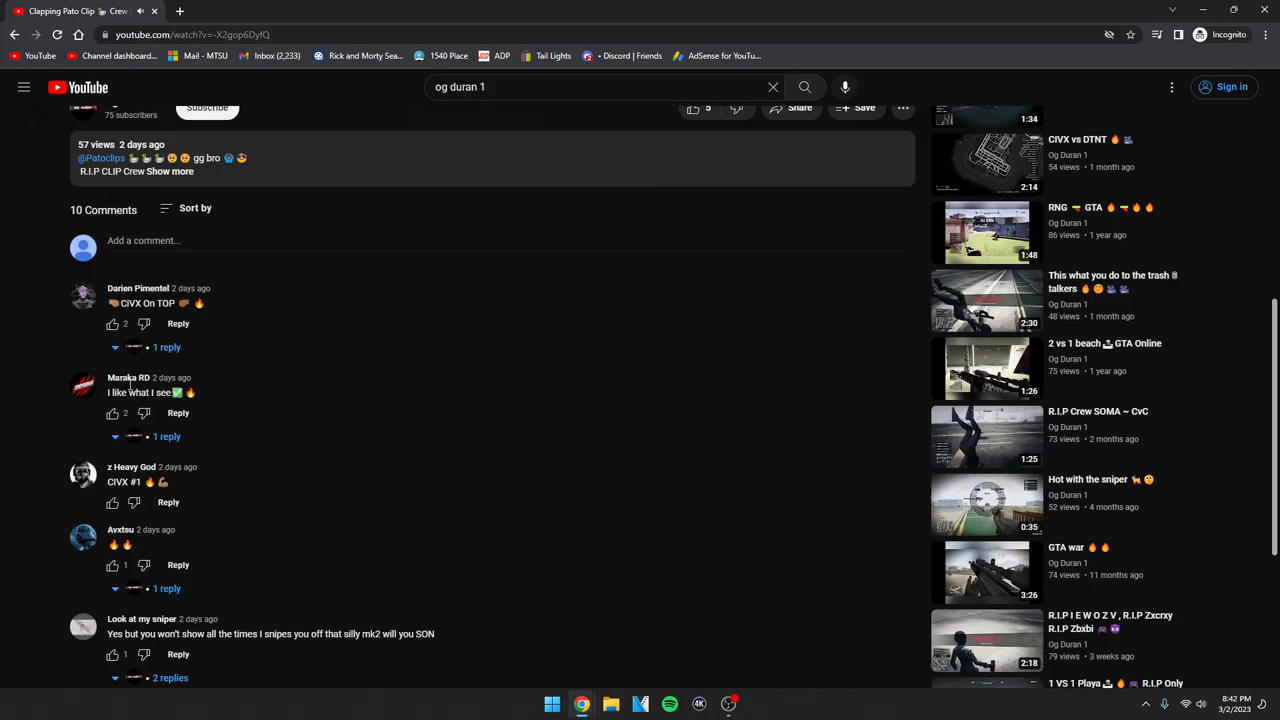 Clapping Pato Clip 🦆 Crew
youtube.com/watch?v=-X2gop6DyfQ
Incognito
YouTube
Channel dashboard...
Mail - MTSU
Inbox (2,233)
Rick and Morty Sea...
1540 Place
ADP
Tail Lights
• Discord | Friends
AdSense for YouTu...
YouTube
og duran 1
Sign in
75 subscribers
Subscribe
5
Share
Save
57 views 2 days ago
@Patoclips 🦆🦆🦆🥺🥺 gg bro 🙆🏽‍♂️😎
R.I.P CLIP Crew Show more
10 Comments
Sort by
Add a comment...
Darien Pimentel 2 days ago
🤜🏽CiVX On TOP 🤛🏽 🔥
2
Reply
• 1 reply
Maraka RD 2 days ago
I like what I see✅ 🔥
2
Reply
• 1 reply
z Heavy God 2 days ago
CIVX #1 🔥💪🏽
Reply
Avxtsu 2 days ago
🔥🔥
1
Reply
• 1 reply
Look at my sniper 2 days ago
Yes but you won't show all the times I snipes you off that silly mk2 will you SON
1
Reply
• 2 replies
1:34
CIVX vs DTNT 🔥
Og Duran 1
54 views • 1 month ago
2:14
RNG 🔫 GTA 🔥 🔫 🔥 🔥
Og Duran 1
86 views • 1 year ago
1:48
This what you do to the trash
talkers 🔥
Og Duran 1
48 views • 1 month ago
2:30
2 vs 1 beach GTA Online
Og Duran 1
75 views • 1 year ago
1:26
R.I.P Crew SOMA ~ CvC
Og Duran 1
73 views • 2 months ago
1:25
Hot with the sniper
Og Duran 1
52 views • 4 months ago
0:35
GTA war 🔥 🔥
Og Duran 1
74 views • 11 months ago
3:26
R.I.P I E W O Z V , R.I.P Zxcrxy
R.I.P Zbxbi 🎮 😈
Og Duran 1
79 views • 3 weeks ago
2:18
1 VS 1 Playa 🔥 🎮 R.I.P Only
8:42 PM
3/2/2023